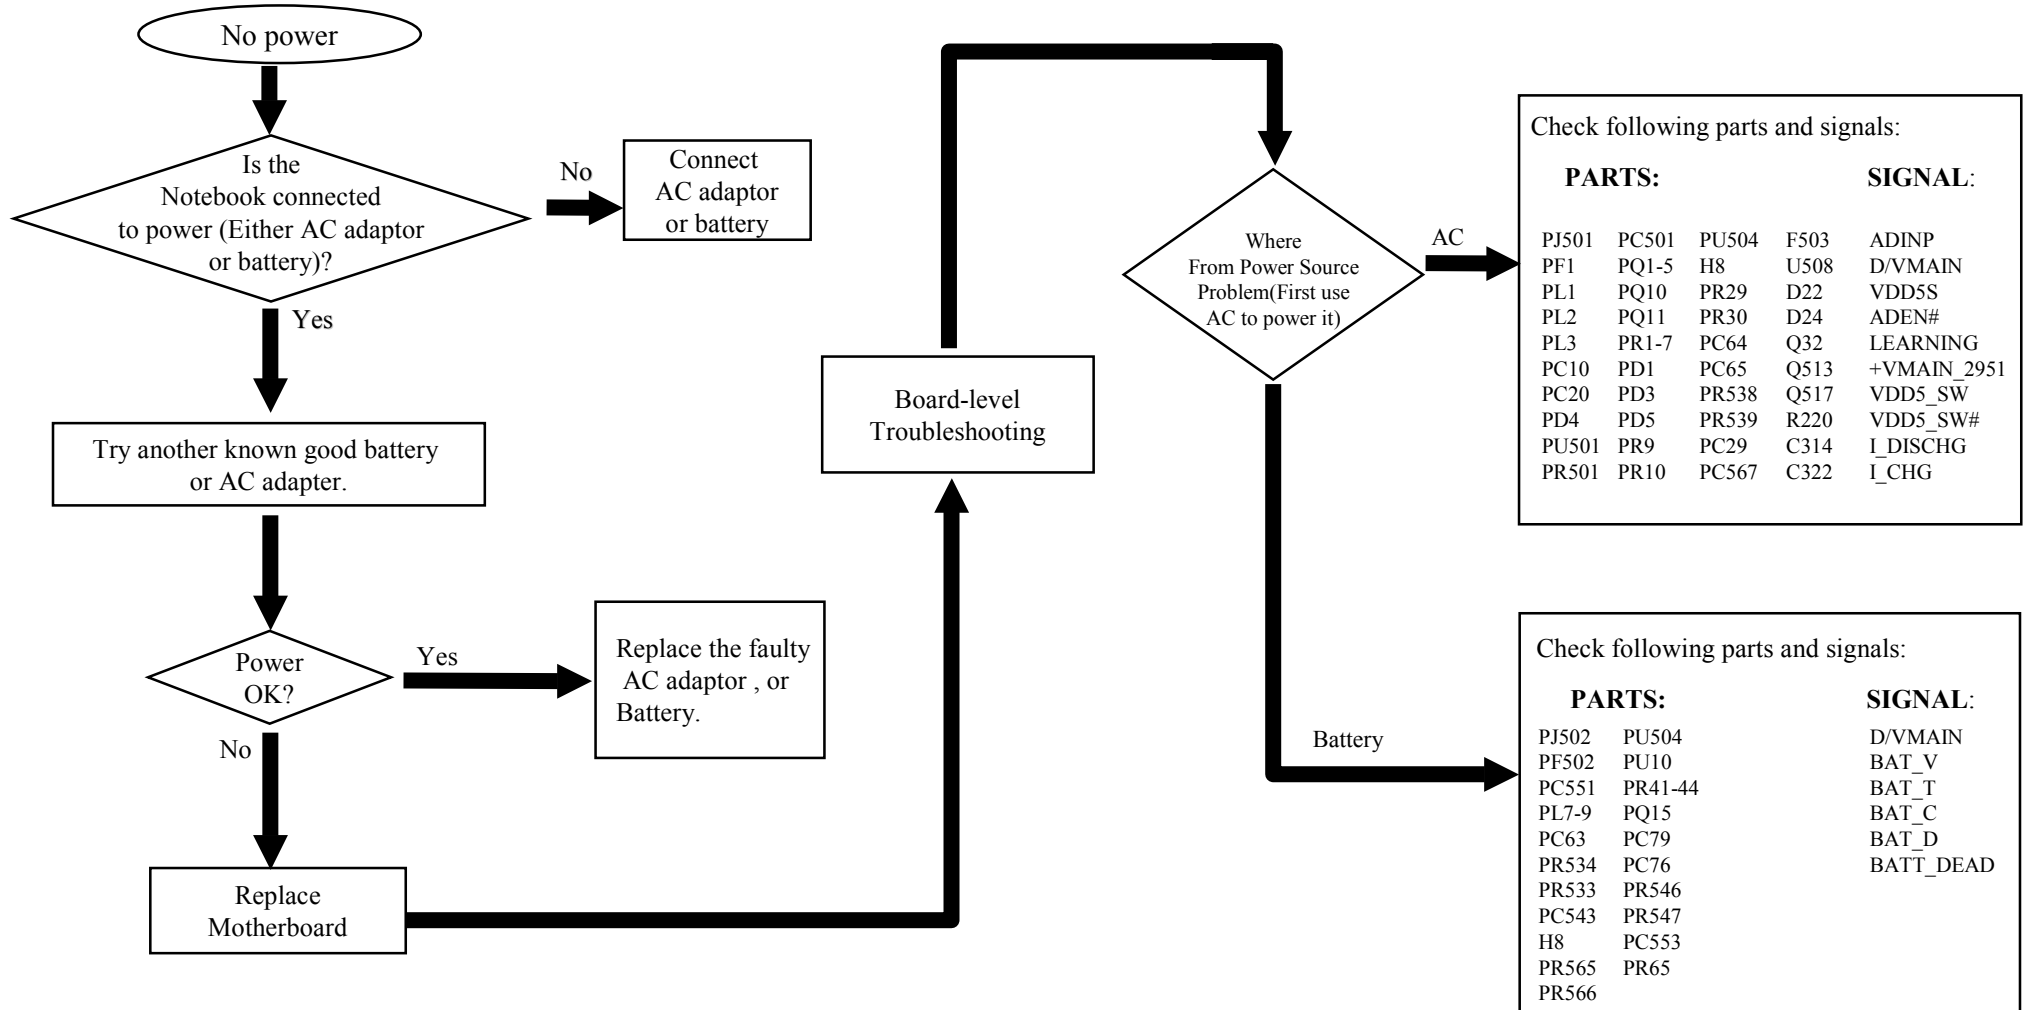 No power
Is the
Notebook connected
to power (Either AC adaptor
or battery)?
No
Connect
AC adaptor
or battery
Yes
Try another known good battery
or AC adapter.
Power
OK?
Yes
Replace the faulty
AC adaptor , or
Battery.
No
Replace
Motherboard
Board-level
Troubleshooting
Where
From Power Source
Problem(First use
AC to power it)
AC
Battery
Check following parts and signals:
PARTS: SIGNAL:
PJ501 PC501 PU504 F503 ADINP
PF1 PQ1-5 H8 U508 D/VMAIN
PL1 PQ10 PR29 D22 VDD5S
PL2 PQ11 PR30 D24 ADEN#
PL3 PR1-7 PC64 Q32 LEARNING
PC10 PD1 PC65 Q513 +VMAIN_2951
PC20 PD3 PR538 Q517 VDD5_SW
PD4 PD5 PR539 R220 VDD5_SW#
PU501 PR9 PC29 C314 I_DISCHG
PR501 PR10 PC567 C322 I_CHG
Check following parts and signals:
PARTS: SIGNAL:
PJ502 PU504 D/VMAIN
PF502 PU10 BAT_V
PC551 PR41-44 BAT_T
PL7-9 PQ15 BAT_C
PC63 PC79 BAT_D
PR534 PC76 BATT_DEAD
PR533 PR546
PC543 PR547
H8 PC553
PR565 PR65
PR566